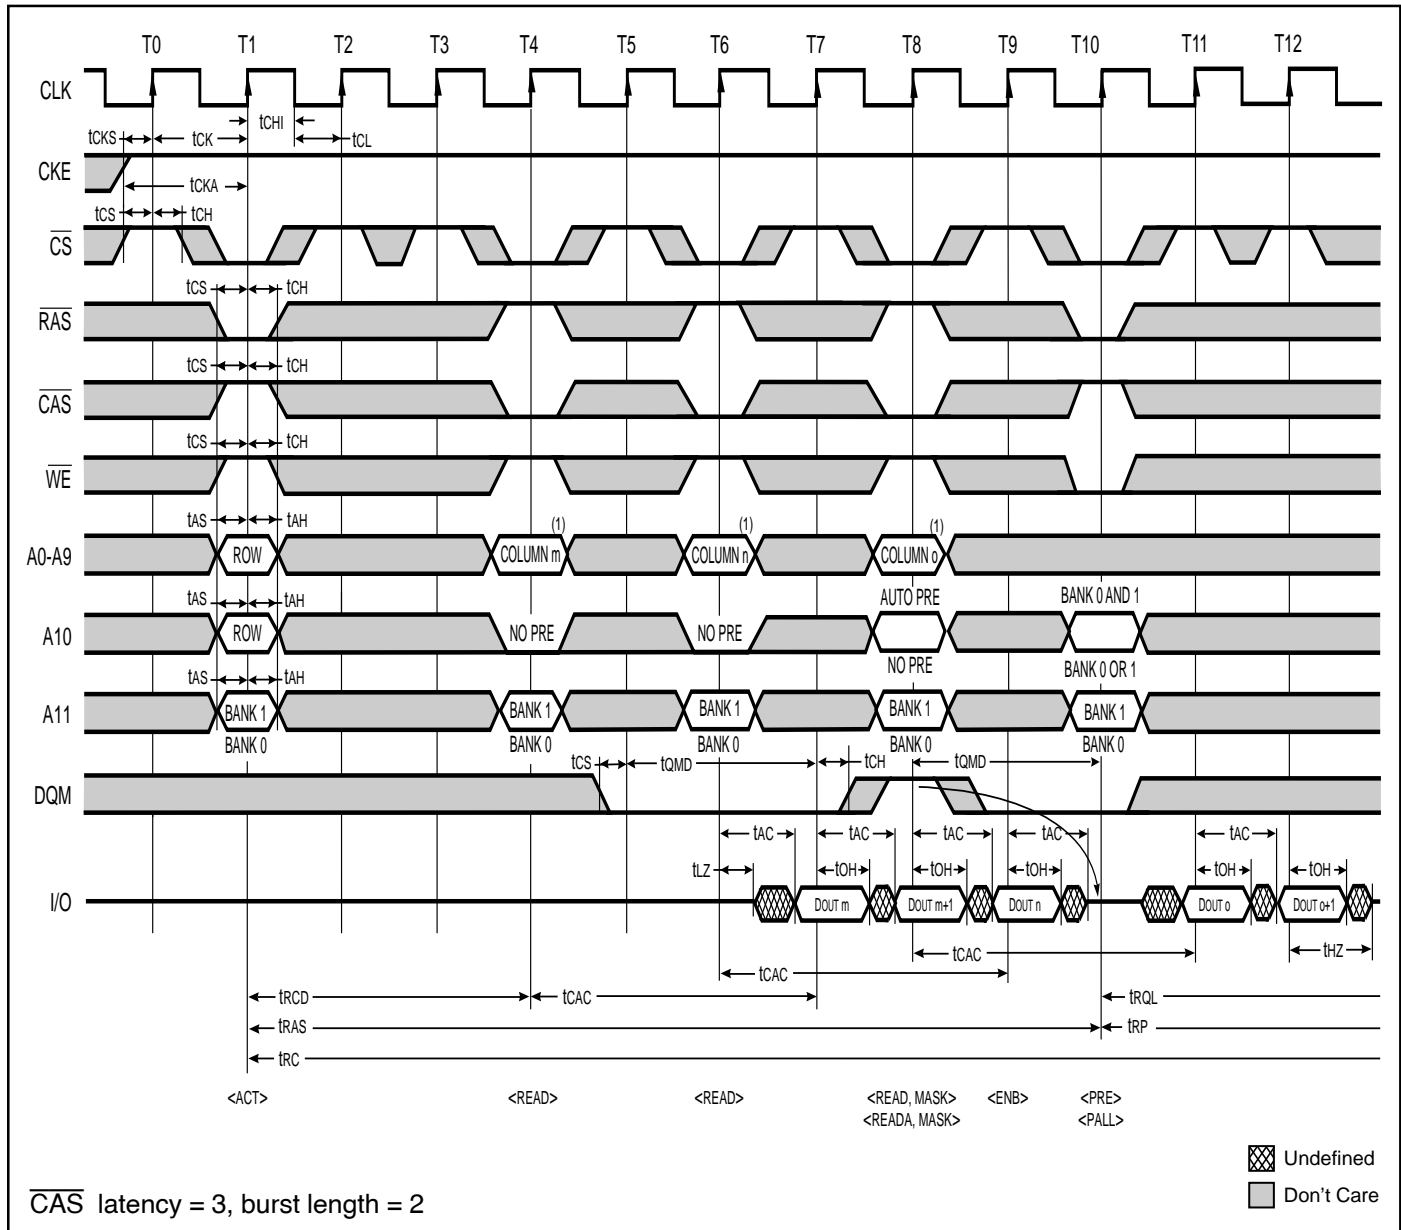 T0 T1 T2 T3 T4 T5 T6 T7 T8 T9 T10 T11 T12
CLK
tCHI
tCKS tCK tCL
CKE
tCKA
tCS tCH
CS
tCS tCH
RAS
tCS tCH
CAS
tCS tCH
WE
tAS tAH (1) (1) (1)
A0-A9 ROW COLUMN m COLUMN n COLUMN o
tAS tAH AUTO PRE BANK 0 AND 1
A10 ROW NO PRE NO PRE
NO PRE BANK 0 OR 1
tAS tAH
A11 BANK 1 BANK 1 BANK 1 BANK 1 BANK 1
BANK 0 BANK 0 BANK 0 BANK 0 BANK 0
tCS tQMD tCH tQMD
DQM
tAC tAC tAC tAC tAC
tLZ tOH tOH tOH tOH tOH
I/O DOUT m DOUT m+1 DOUT n DOUT o DOUT o+1
tCAC tHZ
tCAC
tRCD tCAC tRQL
tRAS tRP
tRC
<ACT> <READ> <READ> <READ, MASK> <ENB> <PRE>
<READA, MASK> <PALL>
Undefined
Don't Care
CAS latency = 3, burst length = 2